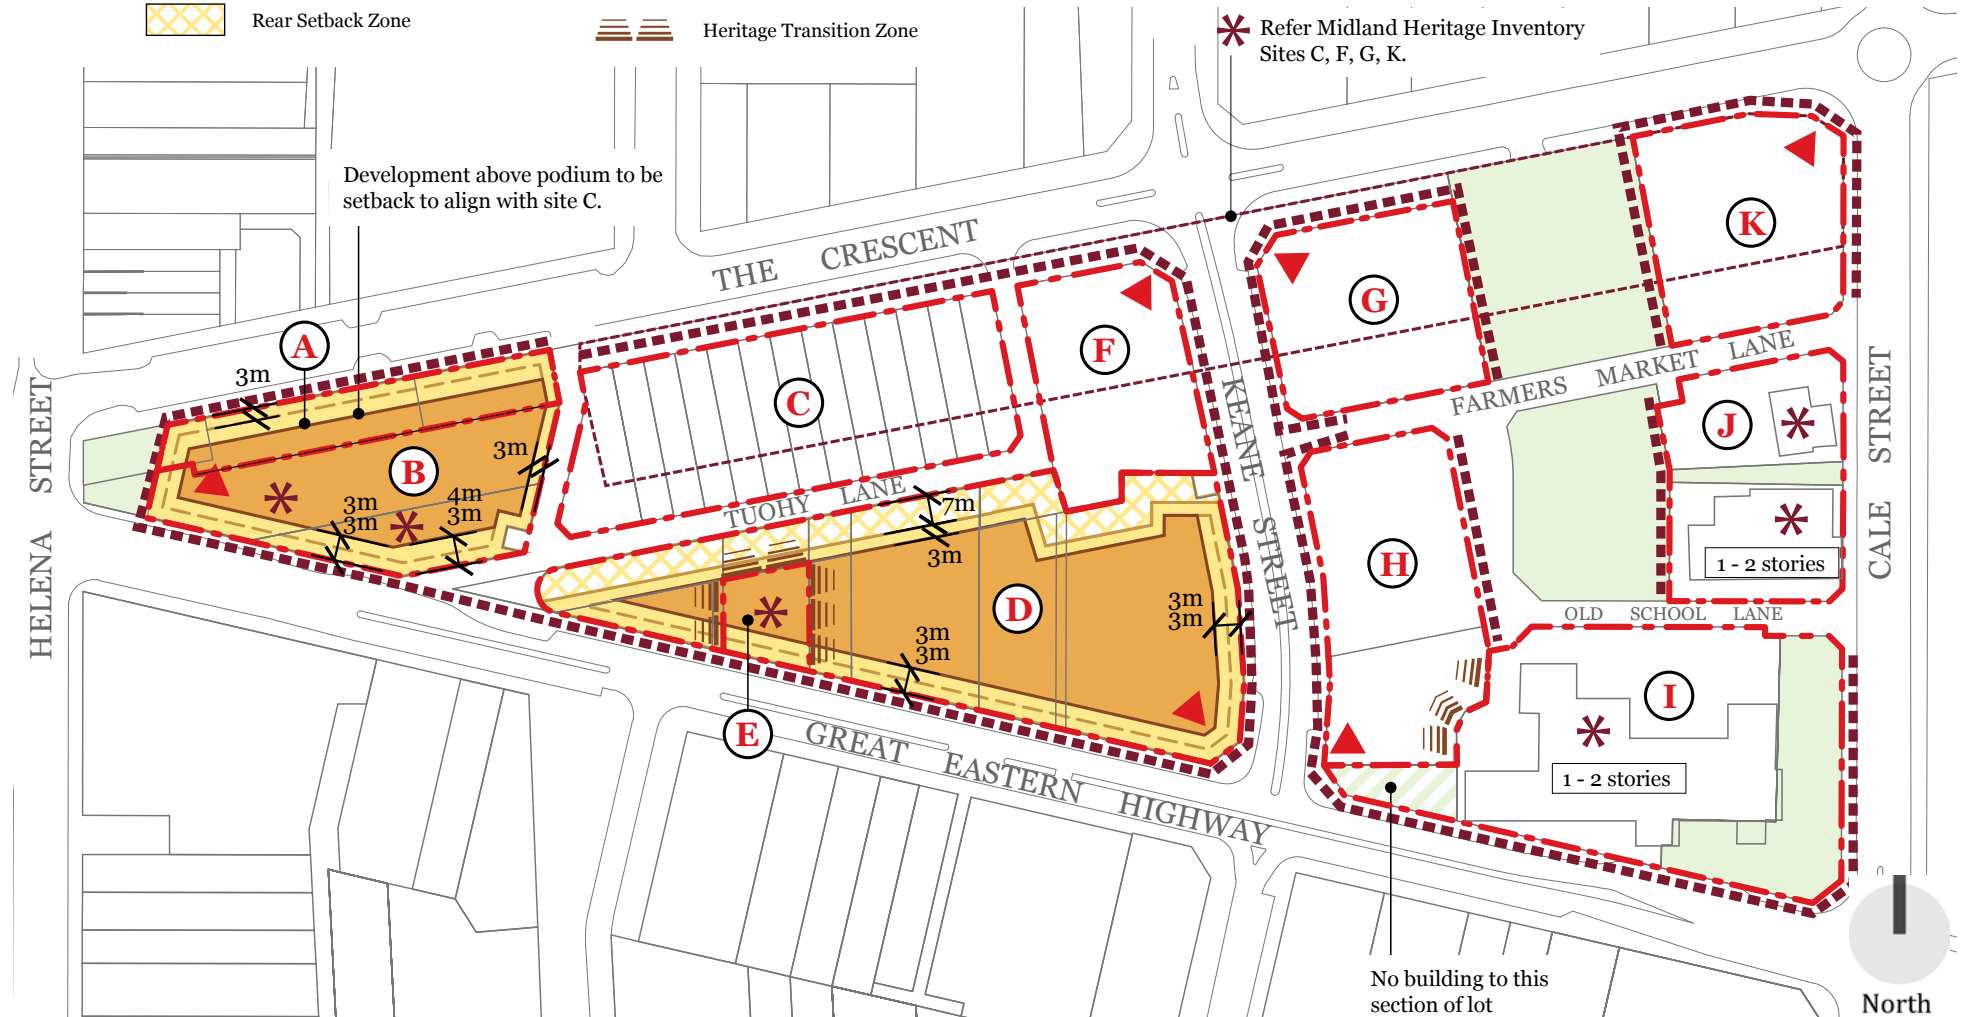 Rear Setback Zone
Heritage Transition Zone
Refer Midland Heritage Inventory
Sites C, F, G, K.
Development above podium to be
setback to align with site C.
THE CRESCENT
K
G
A
F
3m
C
J
B
3m
HELENA STREET
KEANE STREET
FARMERS MARKET LANE
CALE STREET
3m
3m
4m
3m
TUOHY LANE
7m
3m
H
1 - 2 stories
D
3m
3m
OLD SCHOOL LANE
3m
3m
I
E
GREAT EASTERN HIGHWAY
1 - 2 stories
No building to this
section of lot
North